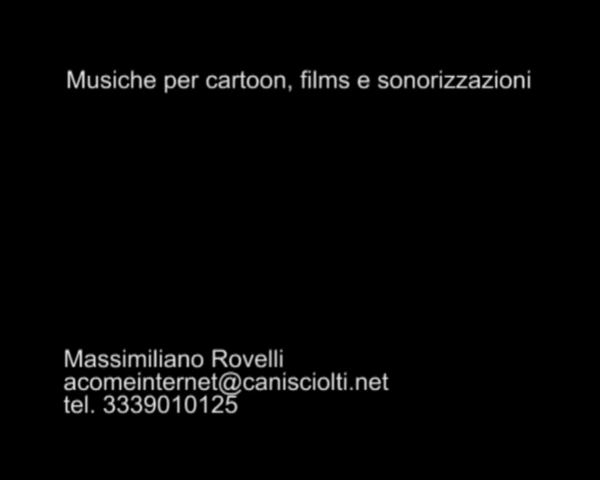 Musiche per cartoon, films e sonorizzazioni
Massimiliano Rovelli
acomeinternet@canisciolti.net
tel. 3339010125